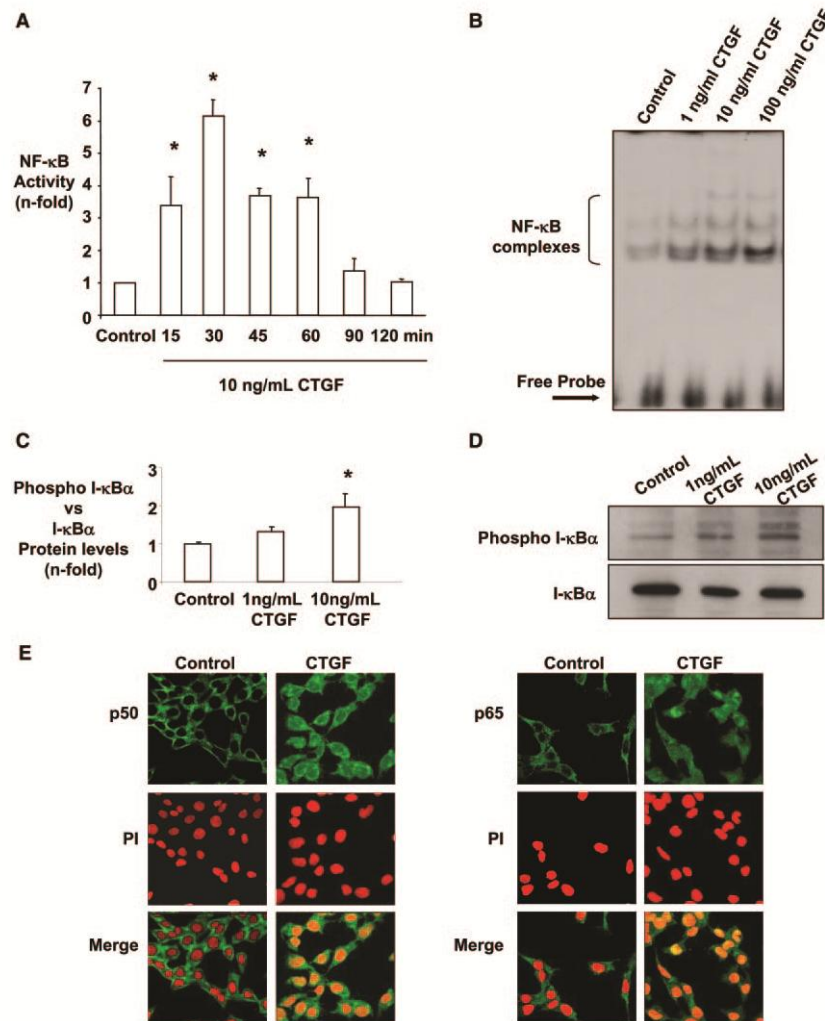 A
7
6
5
4
3
2
1
0
NF-κB
Activity
(n-fold)
*
*
*
*
Control 15 30 45 60 90 120 min
10 ng/mL CTGF
B
Control
1 ng/ml CTGF
10 ng/ml CTGF
100 ng/ml CTGF
NF-κB
complexes
Free Probe
C
3
2
1
0
Phospho I-κBα
vs
I-κBα
Protein levels
(n-fold)
*
Control 1ng/mL CTGF 10ng/mL CTGF
D
Control
1ng/mL CTGF
10ng/mL CTGF
Phospho I-κBα
I-κBα
E
Control CTGF
p50
PI
Merge
Control CTGF
p65
PI
Merge